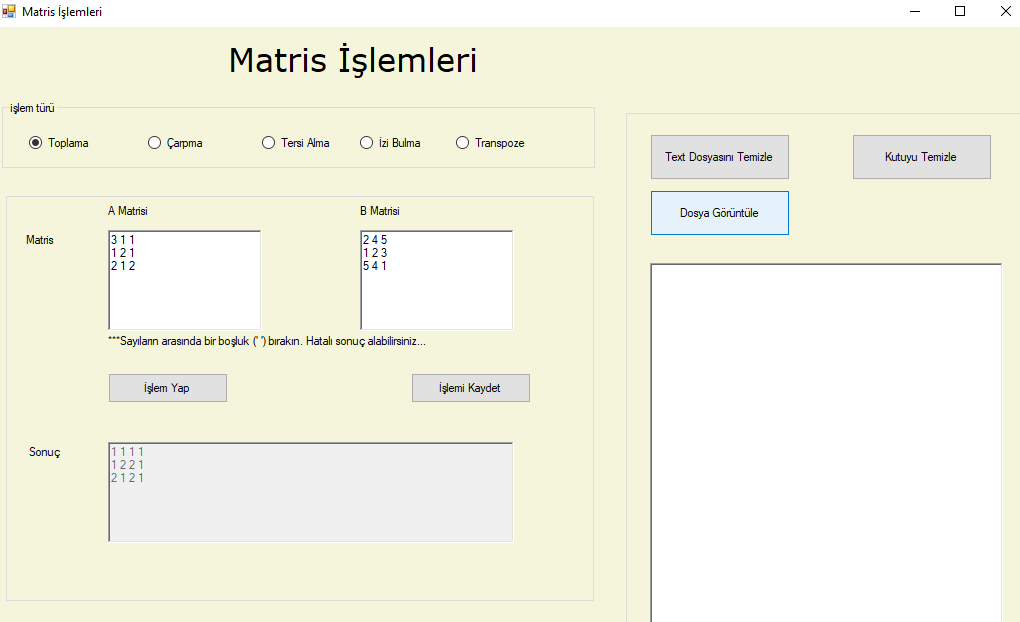 Matris İşlemleri
Matris İşlemleri
işlem türü
Toplama Çarpma Tersi Alma İzi Bulma Transpoze
Text Dosyasını Temizle Kutuyu Temizle
Dosya Görüntüle
A Matrisi B Matrisi
Matris
3 1 1
1 2 1
2 1 2
2 4 5
1 2 3
5 4 1
***Sayıların arasında bir boşluk (' ') bırakın. Hatalı sonuç alabilirsiniz...
İşlem Yap İşlemi Kaydet
Sonuç
1 1 1 1
1 2 2 1
2 1 2 1